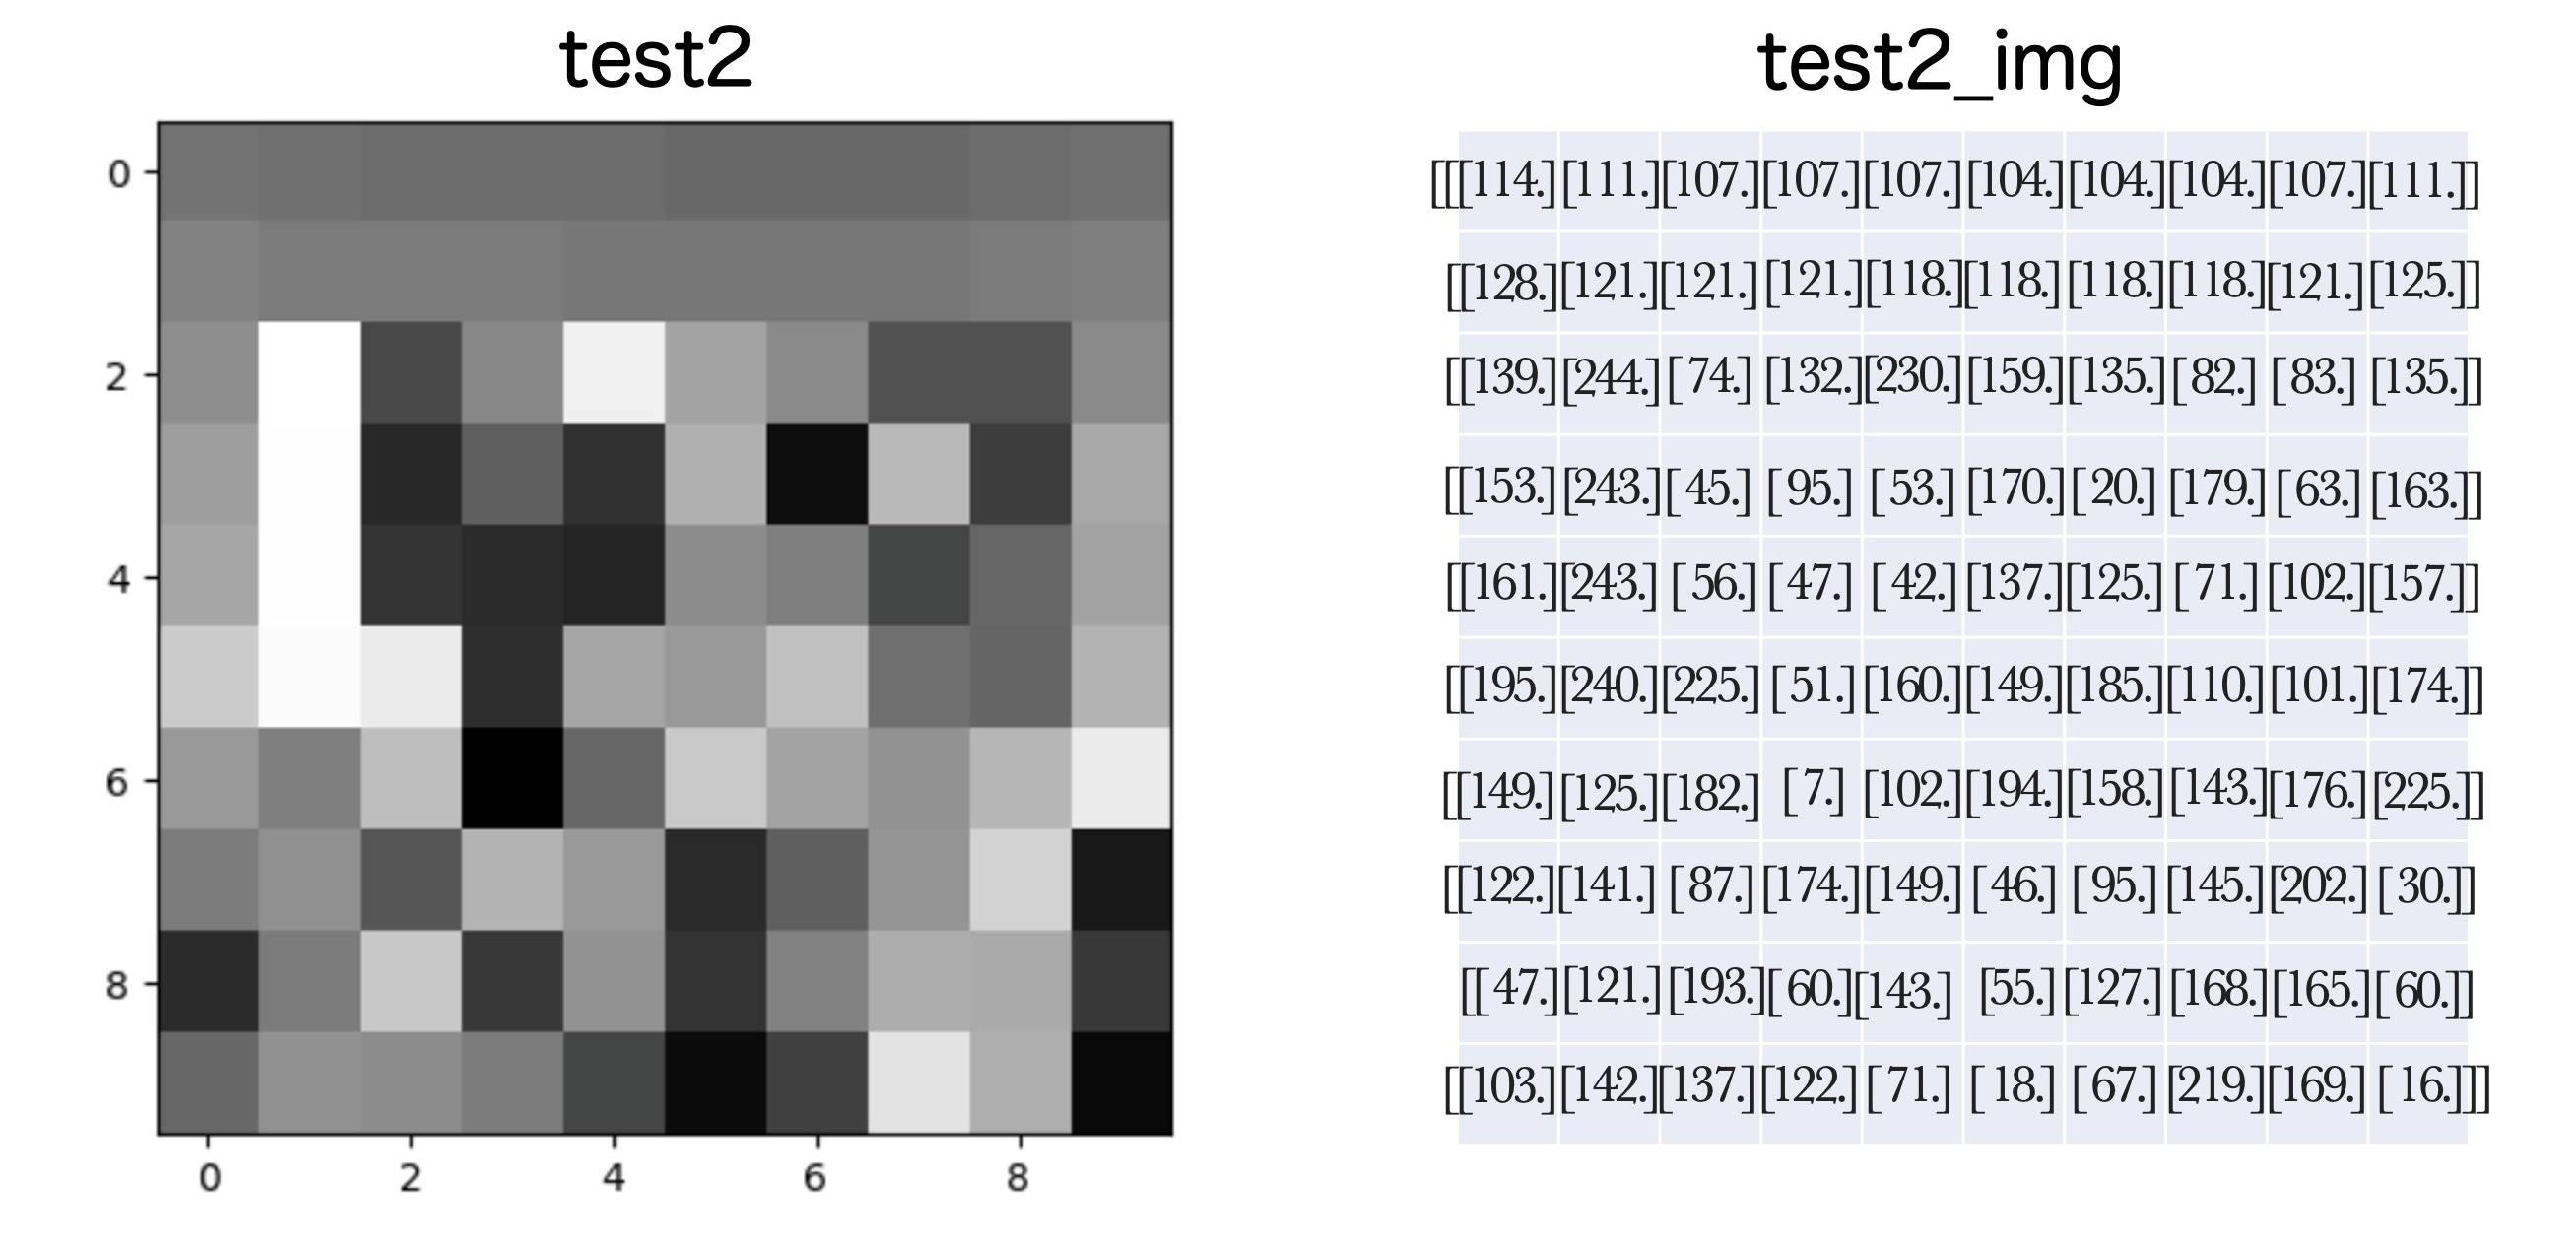 test2
0
2
4
6
8
0 2 4 6 8
test2_img
[[[114.] [111.] [107.] [107.] [107.] [104.] [104.] [104.] [107.] [111.]]
[[128.] [121.] [121.] [121.] [118.] [118.] [118.] [118.] [121.] [125.]]
[[139.] [244.] [ 74.] [132.] [230.] [159.] [135.] [ 82.] [ 83.] [135.]]
[[153.] [243.] [ 45.] [ 95.] [ 53.] [170.] [ 20.] [179.] [ 63.] [163.]]
[[161.] [243.] [ 56.] [ 47.] [ 42.] [137.] [125.] [ 71.] [102.] [157.]]
[[195.] [240.] [225.] [ 51.] [160.] [149.] [185.] [110.] [101.] [174.]]
[[149.] [125.] [182.] [ 7.] [102.] [194.] [158.] [143.] [176.] [225.]]
[[122.] [141.] [ 87.] [174.] [149.] [ 46.] [ 95.] [145.] [202.] [ 30.]]
[[ 47.] [121.] [193.] [ 60.] [143.] [55.] [127.] [168.] [165.] [ 60.]]
[[103.] [142.] [137.] [122.] [ 71.] [ 18.] [ 67.] [219.] [169.] [ 16.]]]